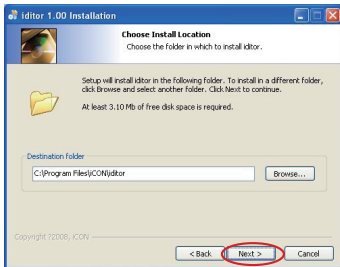 iditor 1.00 Installation
Choose Install Location
Choose the folder in which to install iditor.
Setup will install iditor in the following folder. To install in a different folder,
click Browse and select another folder. Click Next to continue.
At least 3.10 Mb of free disk space is required.
Destination folder
C:\Program Files\iCON\iditor
Browse...
Copyright ?2008, iCON
< Back
Next >
Cancel